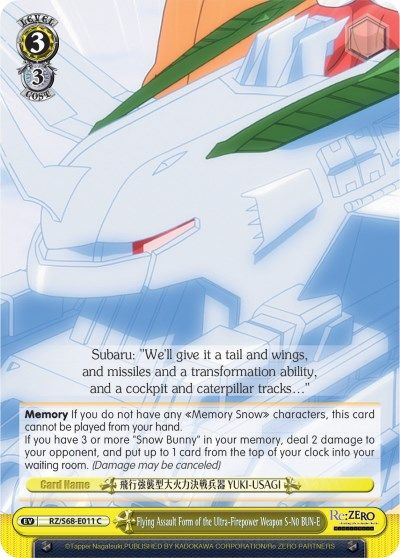 LEVEL
3
3
COST
Subaru: "We'll give it a tail and wings,
and missiles and a transformation ability,
and a cockpit and caterpillar tracks…"
Memory If you do not have any «Memory Snow» characters, this card
cannot be played from your hand.
If you have 3 or more "Snow Bunny" in your memory, deal 2 damage to
your opponent, and put up to 1 card from the top of your clock into your
waiting room. (Damage may be canceled)
Card Name 飛行強襲型大火力決戦兵器 YUKI-USAGI
EV RZ/S68-E011 C Flying Assault Form of the Ultra-Firepower Weapon S-N0 BUN-E Re:ZERO
©Tappei Nagatsuki,PUBLISHED BY KADOKAWA CORPORATION/Re:ZERO PARTNERS